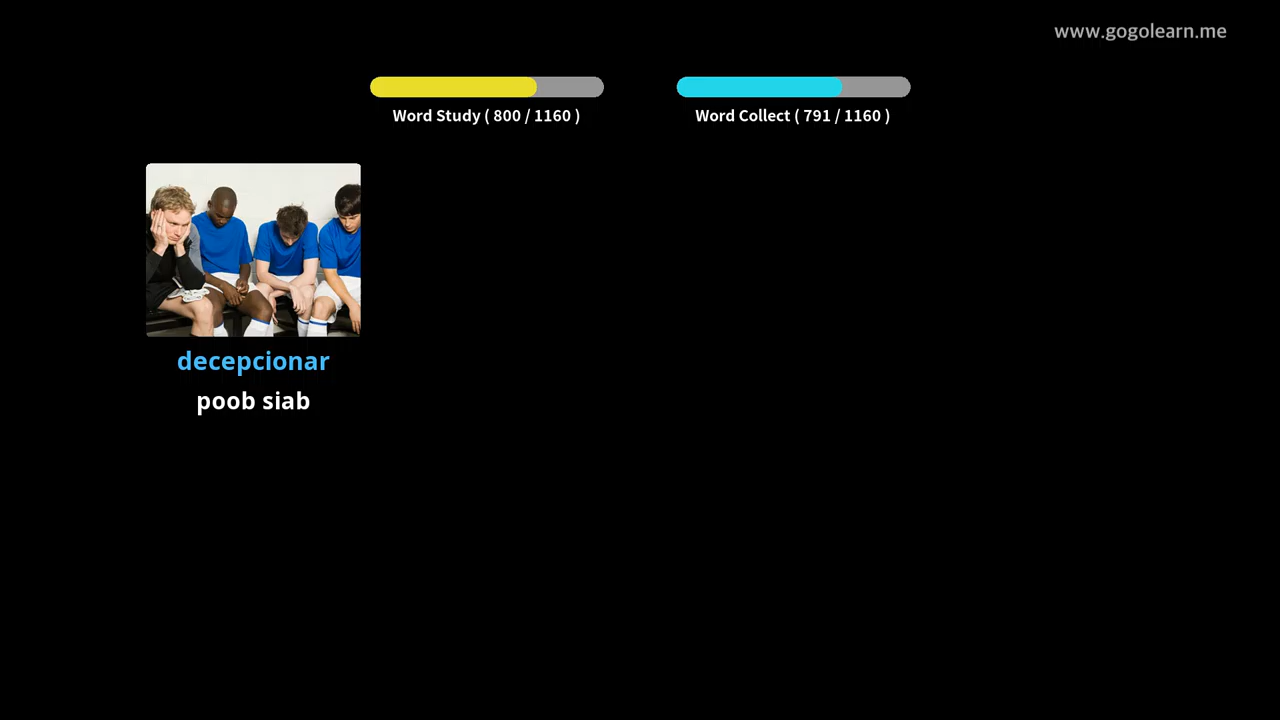 www.gogolearn.me
Word Study ( 800 / 1160 )
Word Collect ( 791 / 1160 )
decepcionar
poob siab